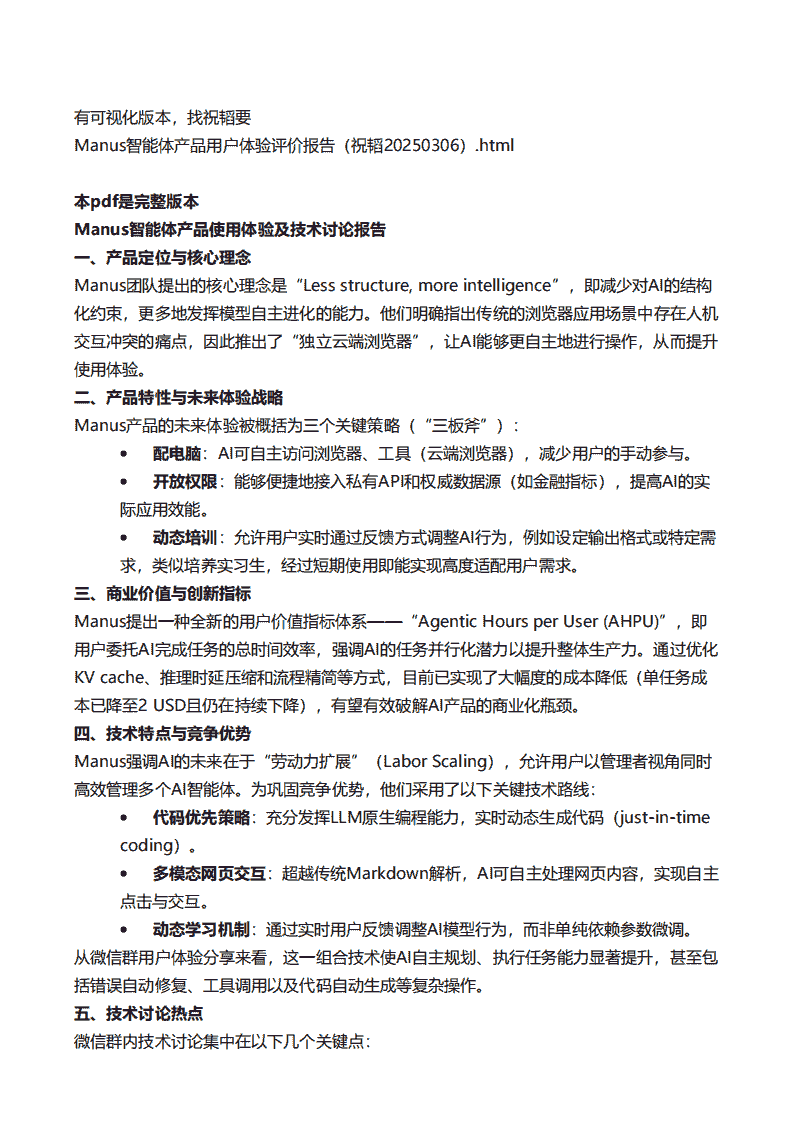 有可视化版本，找祝韬要
Manus智能体产品用户体验评价报告（祝韬20250306）.html
本pdf是完整版本
Manus智能体产品使用体验及技术讨论报告
一、产品定位与核心理念
Manus团队提出的核心理念是“Less structure, more intelligence”，即减少对AI的结构
化约束，更多地发挥模型自主进化的能力。他们明确指出传统的浏览器应用场景中存在人机
交互冲突的痛点，因此推出了“独立云端浏览器”，让AI能够更自主地进行操作，从而提升
使用体验。
二、产品特性与未来体验战略
Manus产品的未来体验被概括为三个关键策略（“三板斧”）：
• 配电脑：AI可自主访问浏览器、工具（云端浏览器），减少用户的手动参与。
• 开放权限：能够便捷地接入私有API和权威数据源（如金融指标），提高AI的实
际应用效能。
• 动态培训：允许用户实时通过反馈方式调整AI行为，例如设定输出格式或特定需
求，类似培养实习生，经过短期使用即能实现高度适配用户需求。
三、商业价值与创新指标
Manus提出一种全新的用户价值指标体系——“Agentic Hours per User (AHPU)”，即
用户委托AI完成任务的总时间效率，强调AI的任务并行化潜力以提升整体生产力。通过优化
KV cache、推理时延压缩和流程精简等方式，目前已实现了大幅度的成本降低（单任务成
本已降至2 USD且仍在持续下降），有望有效破解AI产品的商业化瓶颈。
四、技术特点与竞争优势
Manus强调AI的未来在于“劳动力扩展”（Labor Scaling），允许用户以管理者视角同时
高效管理多个AI智能体。为巩固竞争优势，他们采用了以下关键技术路线：
• 代码优先策略：充分发挥LLM原生编程能力，实时动态生成代码（just-in-time
coding）。
• 多模态网页交互：超越传统Markdown解析，AI可自主处理网页内容，实现自主
点击与交互。
• 动态学习机制：通过实时用户反馈调整AI模型行为，而非单纯依赖参数微调。
从微信群用户体验分享来看，这一组合技术使AI自主规划、执行任务能力显著提升，甚至包
括错误自动修复、工具调用以及代码自动生成等复杂操作。
五、技术讨论热点
微信群内技术讨论集中在以下几个关键点：